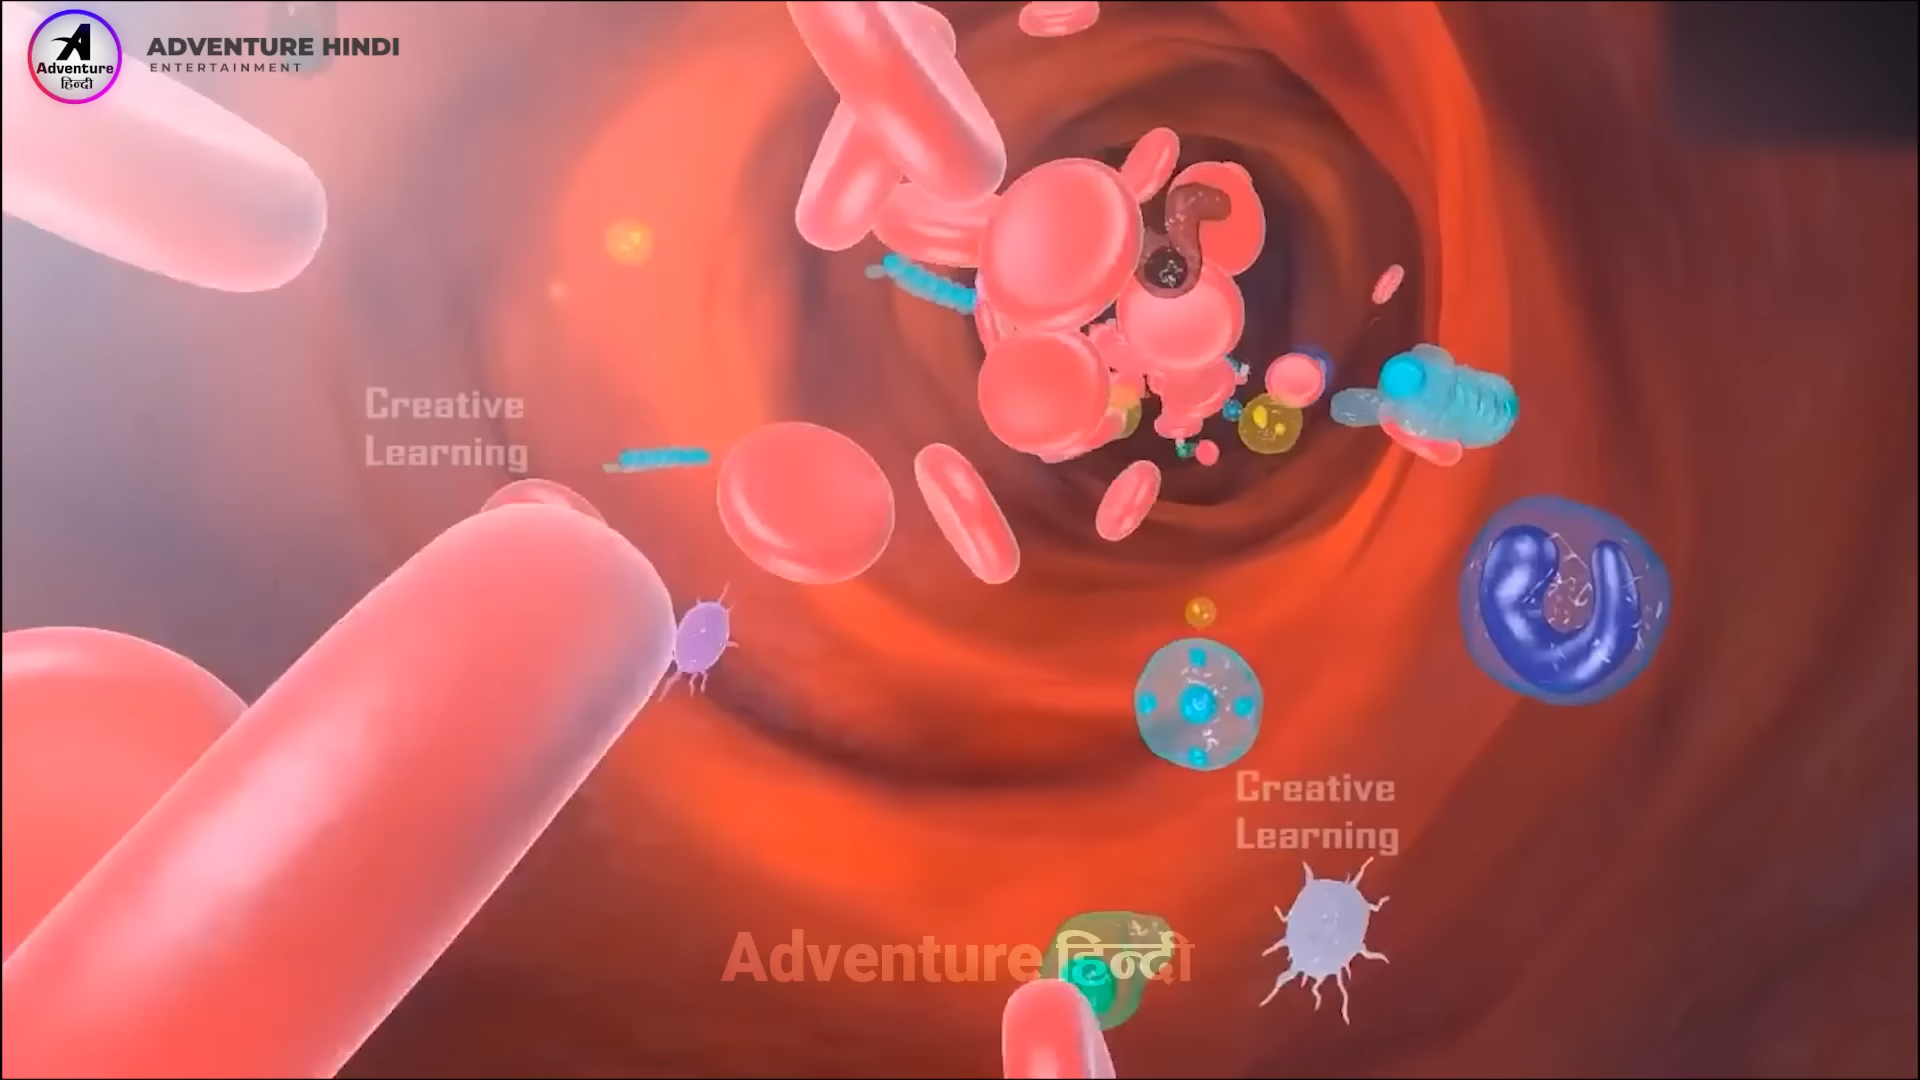 Adventure
हिन्दी
ADVENTURE HINDI
ENTERTAINMENT
Creative
Learning
Creative
Learning
Adventure हिन्दी